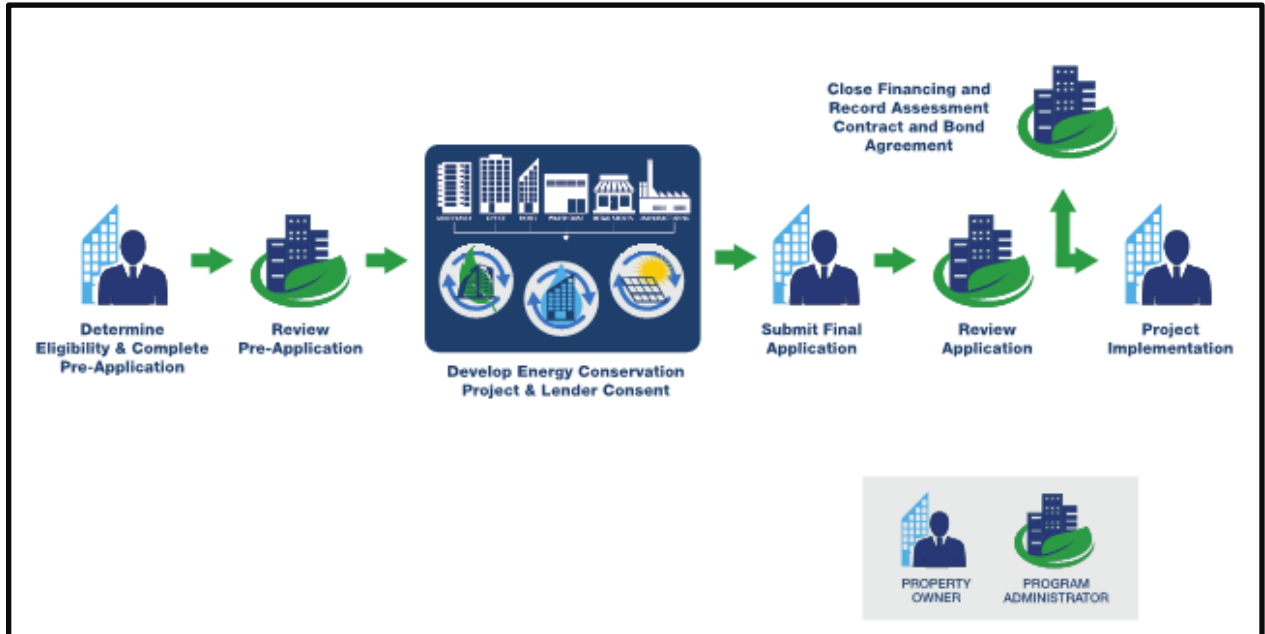 Close Financing and
Record Assessment
Contract and Bond
Agreement
Determine
Eligibility & Complete
Pre-Application
Review
Pre-Application
Develop Energy Conservation
Project & Lender Consent
Submit Final
Application
Review
Application
Project
Implementation
PROPERTY
OWNER
PROGRAM
ADMINISTRATOR